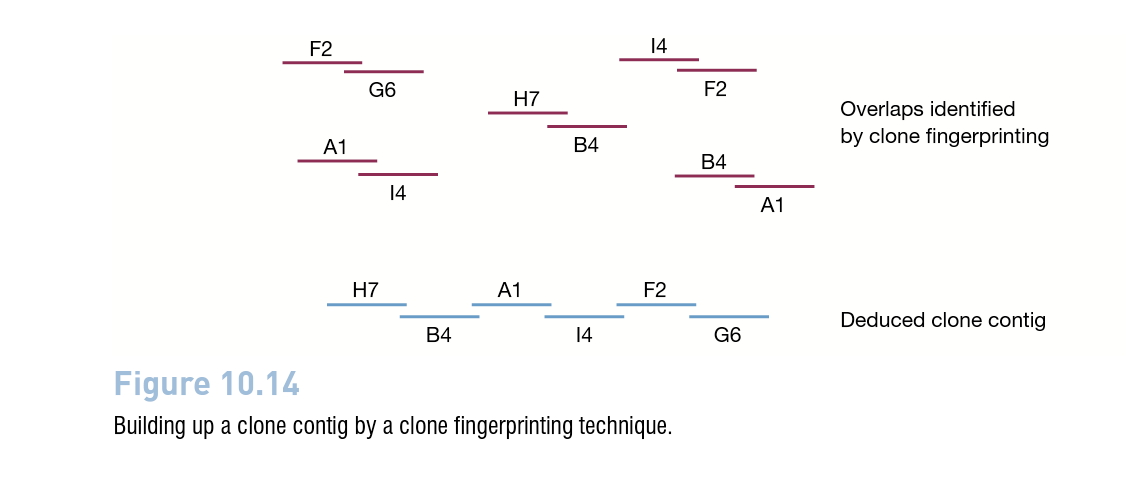 F2
G6
I4
F2
H7
B4
Overlaps identified
by clone fingerprinting
A1
I4
B4
A1
H7
B4
A1
I4
F2
G6
Deduced clone contig
Figure 10.14
Building up a clone contig by a clone fingerprinting technique.